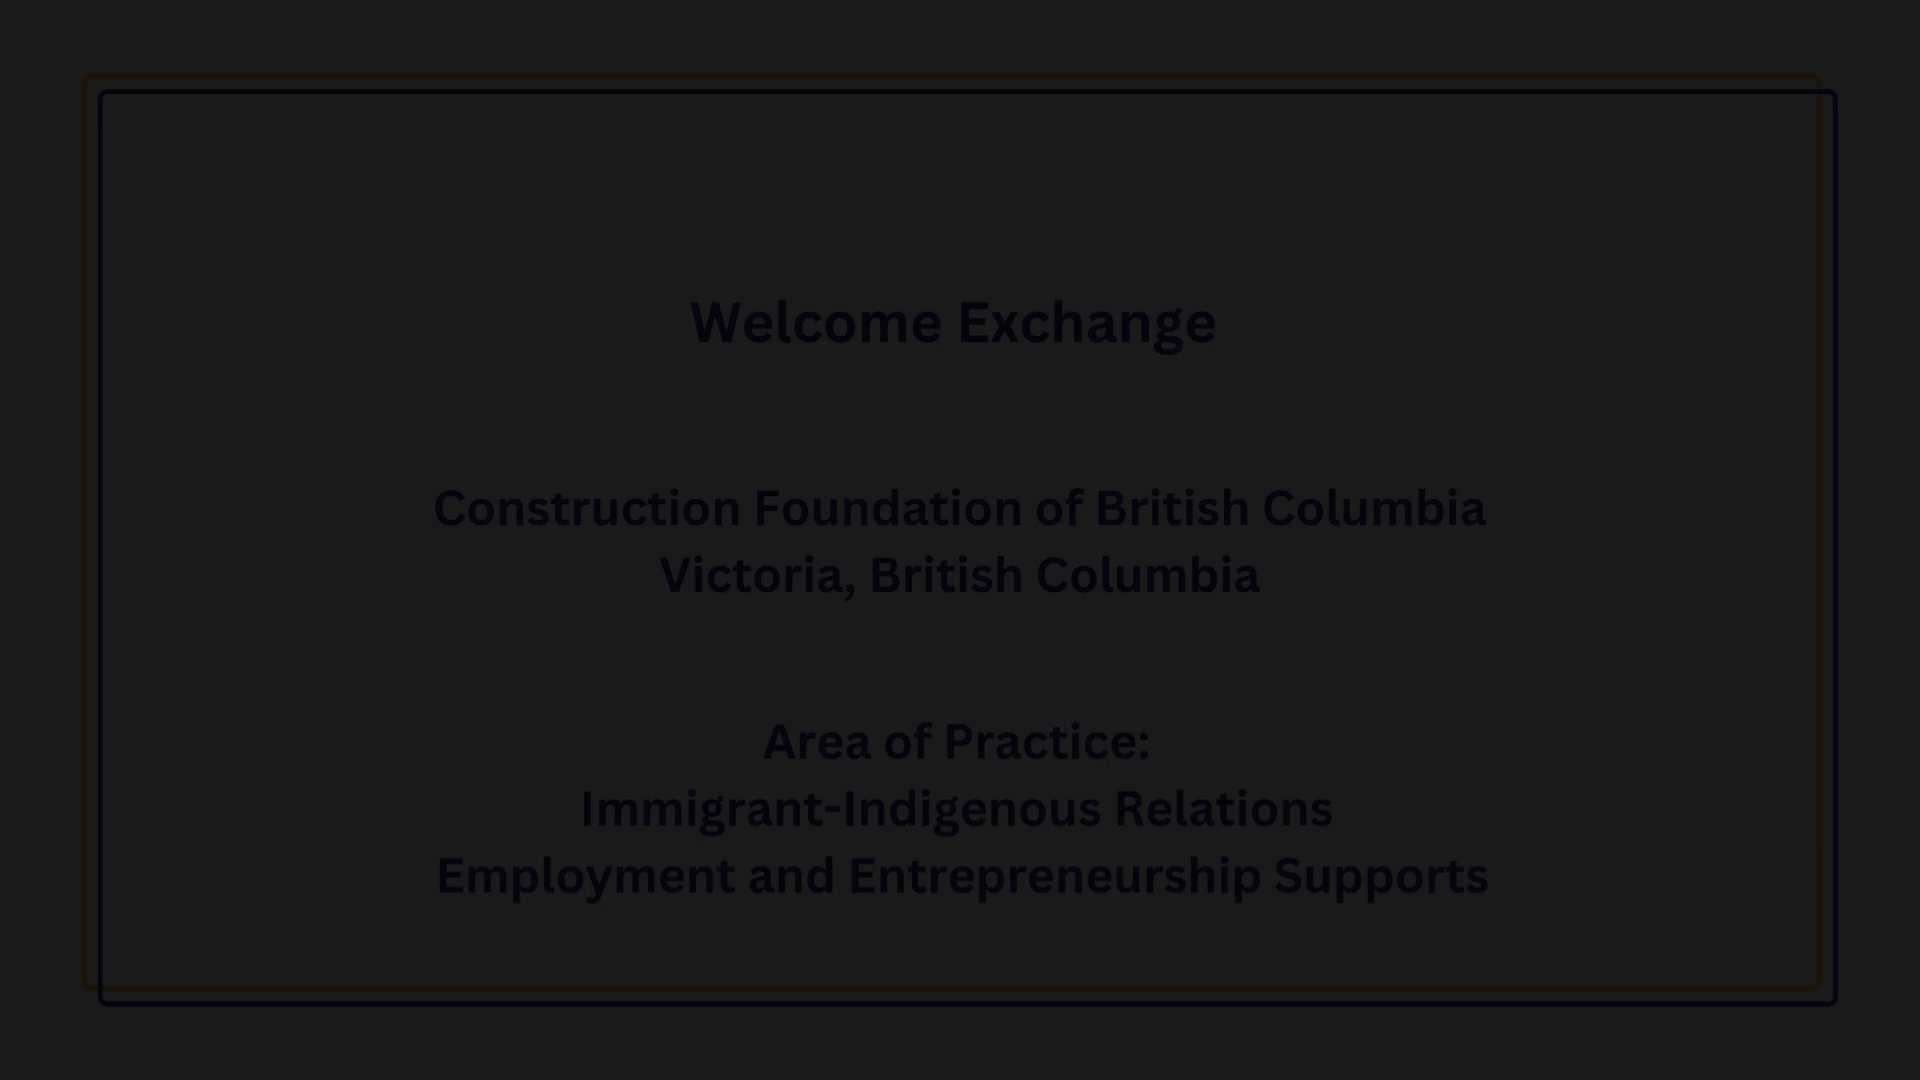 Welcome Exchange
Construction Foundation of British Columbia
Victoria, British Columbia
Area of Practice:
Immigrant-Indigenous Relations
Employment and Entrepreneurship Supports